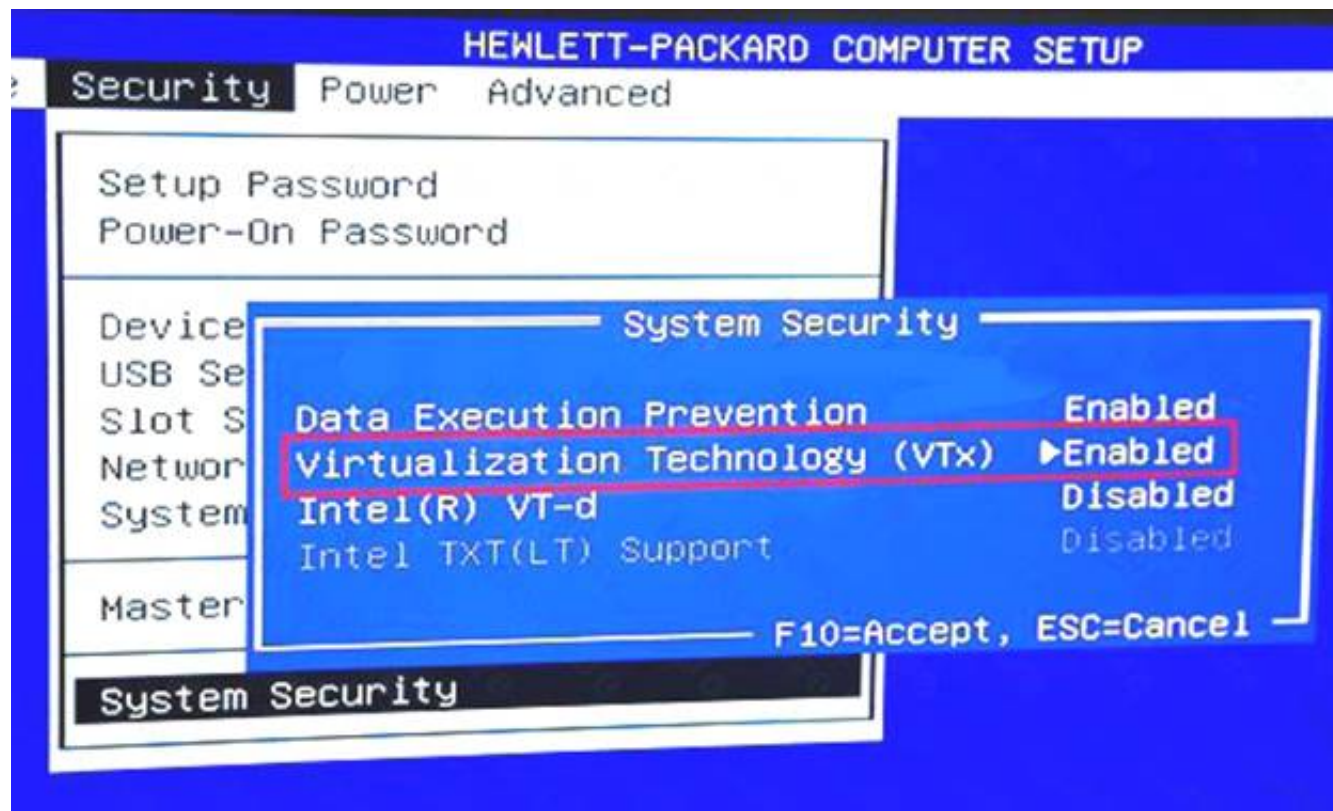 HEWLETT-PACKARD COMPUTER SETUP
Security Power Advanced
Setup Password
Power-On Password
Device
USB Se
Slot S
Networ
System
Master
System Security
System Security
Data Execution Prevention Enabled
Virtualization Technology (VTx) ▶Enabled
Intel(R) VT-d Disabled
Intel TXT(LT) Support Disabled
F10=Accept, ESC=Cancel